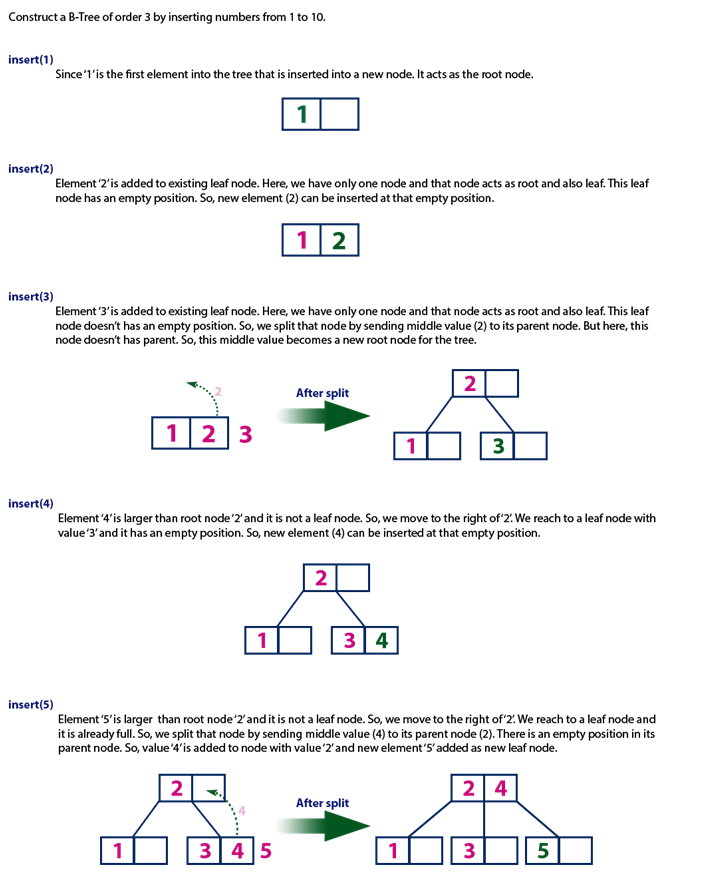 Construct a B-Tree of order 3 by inserting numbers from 1 to 10.
insert(1)
Since '1' is the first element into the tree that is inserted into a new node. It acts as the root node.
1
insert(2)
Element '2' is added to existing leaf node. Here, we have only one node and that node acts as root and also leaf. This leaf
node has an empty position. So, new element (2) can be inserted at that empty position.
1 2
insert(3)
Element '3' is added to existing leaf node. Here, we have only one node and that node acts as root and also leaf. This leaf
node doesn't has an empty position. So, we split that node by sending middle value (2) to its parent node. But here, this
node doesn't has parent. So, this middle value becomes a new root node for the tree.
2
1 2 3
After split
2
1 3
insert(4)
Element '4' is larger than root node '2' and it is not a leaf node. So, we move to the right of '2'. We reach to a leaf node with
value '3' and it has an empty position. So, new element (4) can be inserted at that empty position.
2
1 3 4
insert(5)
Element '5' is larger than root node '2' and it is not a leaf node. So, we move to the right of '2'. We reach to a leaf node and
it is already full. So, we split that node by sending middle value (4) to its parent node (2). There is an empty position in its
parent node. So, value '4' is added to node with value '2' and new element '5' added as new leaf node.
2
4
1 3 4 5
After split
2 4
1 3 5